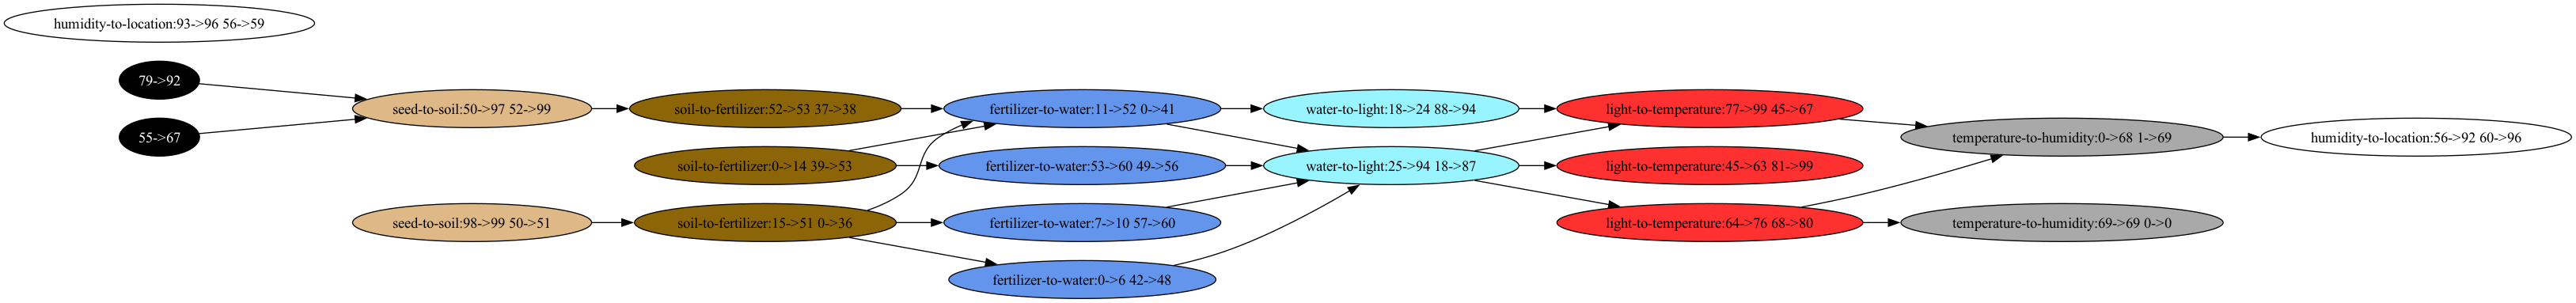 humidity-to-location:93->96 56->59
79->92
55->67
seed-to-soil:50->97 52->99
seed-to-soil:98->99 50->51
soil-to-fertilizer:52->53 37->38
soil-to-fertilizer:0->14 39->53
soil-to-fertilizer:15->51 0->36
fertilizer-to-water:11->52 0->41
fertilizer-to-water:53->60 49->56
fertilizer-to-water:7->10 57->60
fertilizer-to-water:0->6 42->48
water-to-light:18->24 88->94
water-to-light:25->94 18->87
light-to-temperature:77->99 45->67
light-to-temperature:45->63 81->99
light-to-temperature:64->76 68->80
temperature-to-humidity:0->68 1->69
temperature-to-humidity:69->69 0->0
humidity-to-location:56->92 60->96